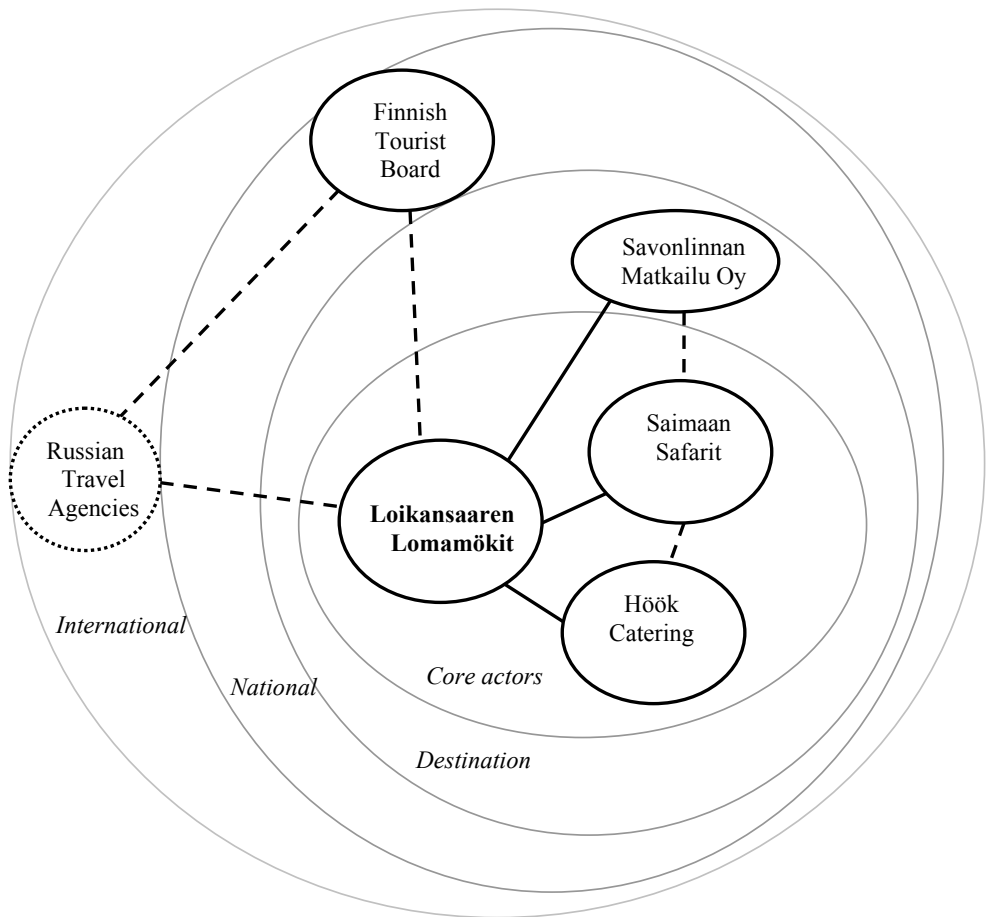 Finnish
Tourist
Board
Savonlinnan
Matkailu Oy
Saimaan
Safarit
Russian
Travel
Agencies
Loikansaaren
Lomamökit
Höök
Catering
International
National
Core actors
Destination